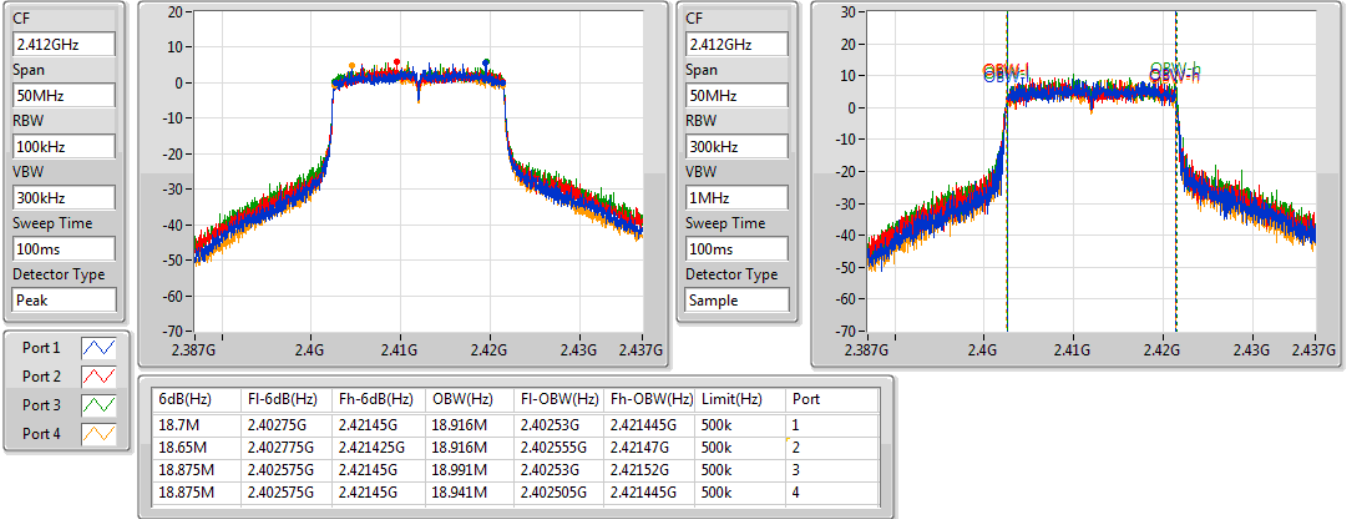 CF
2.412GHz
Span
50MHz
RBW
100kHz
VBW
300kHz
Sweep Time
100ms
Detector Type
Peak
20
10
0
-10
-20
-30
-40
-50
-60
-70
2.387G 2.4G 2.41G 2.42G 2.43G 2.437G
CF
2.412GHz
Span
50MHz
RBW
300kHz
VBW
1MHz
Sweep Time
100ms
Detector Type
Sample
30
20
10
0
-10
-20
-30
-40
-50
-60
-70
OBW-l OBW-h
2.387G 2.4G 2.41G 2.42G 2.43G 2.437G
Port 1
Port 2
Port 3
Port 4
6dB(Hz) Fl-6dB(Hz) Fh-6dB(Hz) OBW(Hz) Fl-OBW(Hz) Fh-OBW(Hz) Limit(Hz) Port
18.7M 2.40275G 2.42145G 18.916M 2.40253G 2.421445G 500k 1
18.65M 2.402775G 2.421425G 18.916M 2.402555G 2.42147G 500k 2
18.875M 2.402575G 2.42145G 18.991M 2.40253G 2.42152G 500k 3
18.875M 2.402575G 2.42145G 18.941M 2.402505G 2.421445G 500k 4